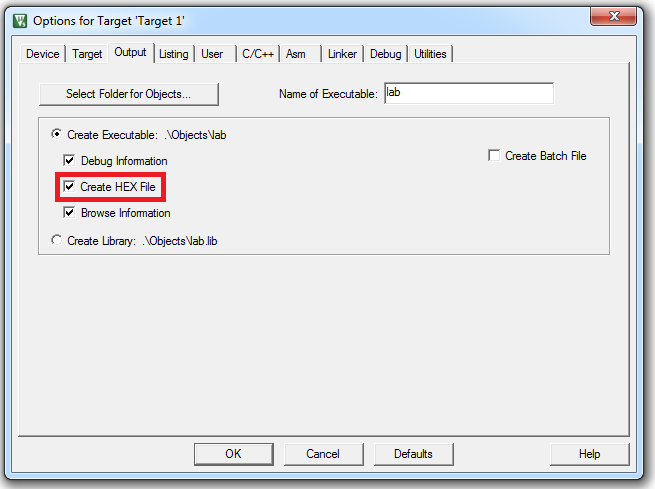 Options for Target 'Target 1'
Device Target Output Listing User C/C++ Asm Linker Debug Utilities
Select Folder for Objects... Name of Executable: lab
Create Executable: .\Objects\lab
Debug Information Create Batch File
Create HEX File
Browse Information
Create Library: .\Objects\lab.lib
OK Cancel Defaults Help